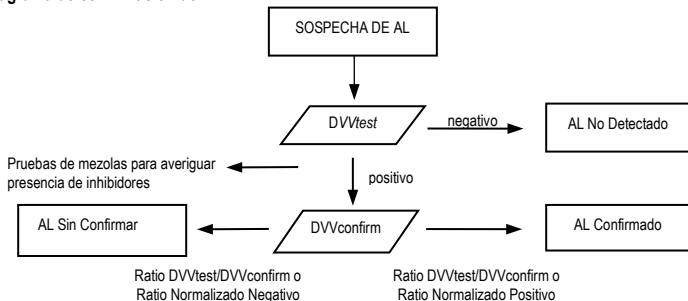 SOSPECHA DE AL
DVVtest
negativo
AL No Detectado
Pruebas de mezolas para averiguar
presencia de inhibidores
positivo
AL Sin Confirmar
DVVconfirm
AL Confirmado
Ratio DVVtest/DVVconfirm o
Ratio Normalizado Negativo
Ratio DVVtest/DVVconfirm o
Ratio Normalizado Positivo